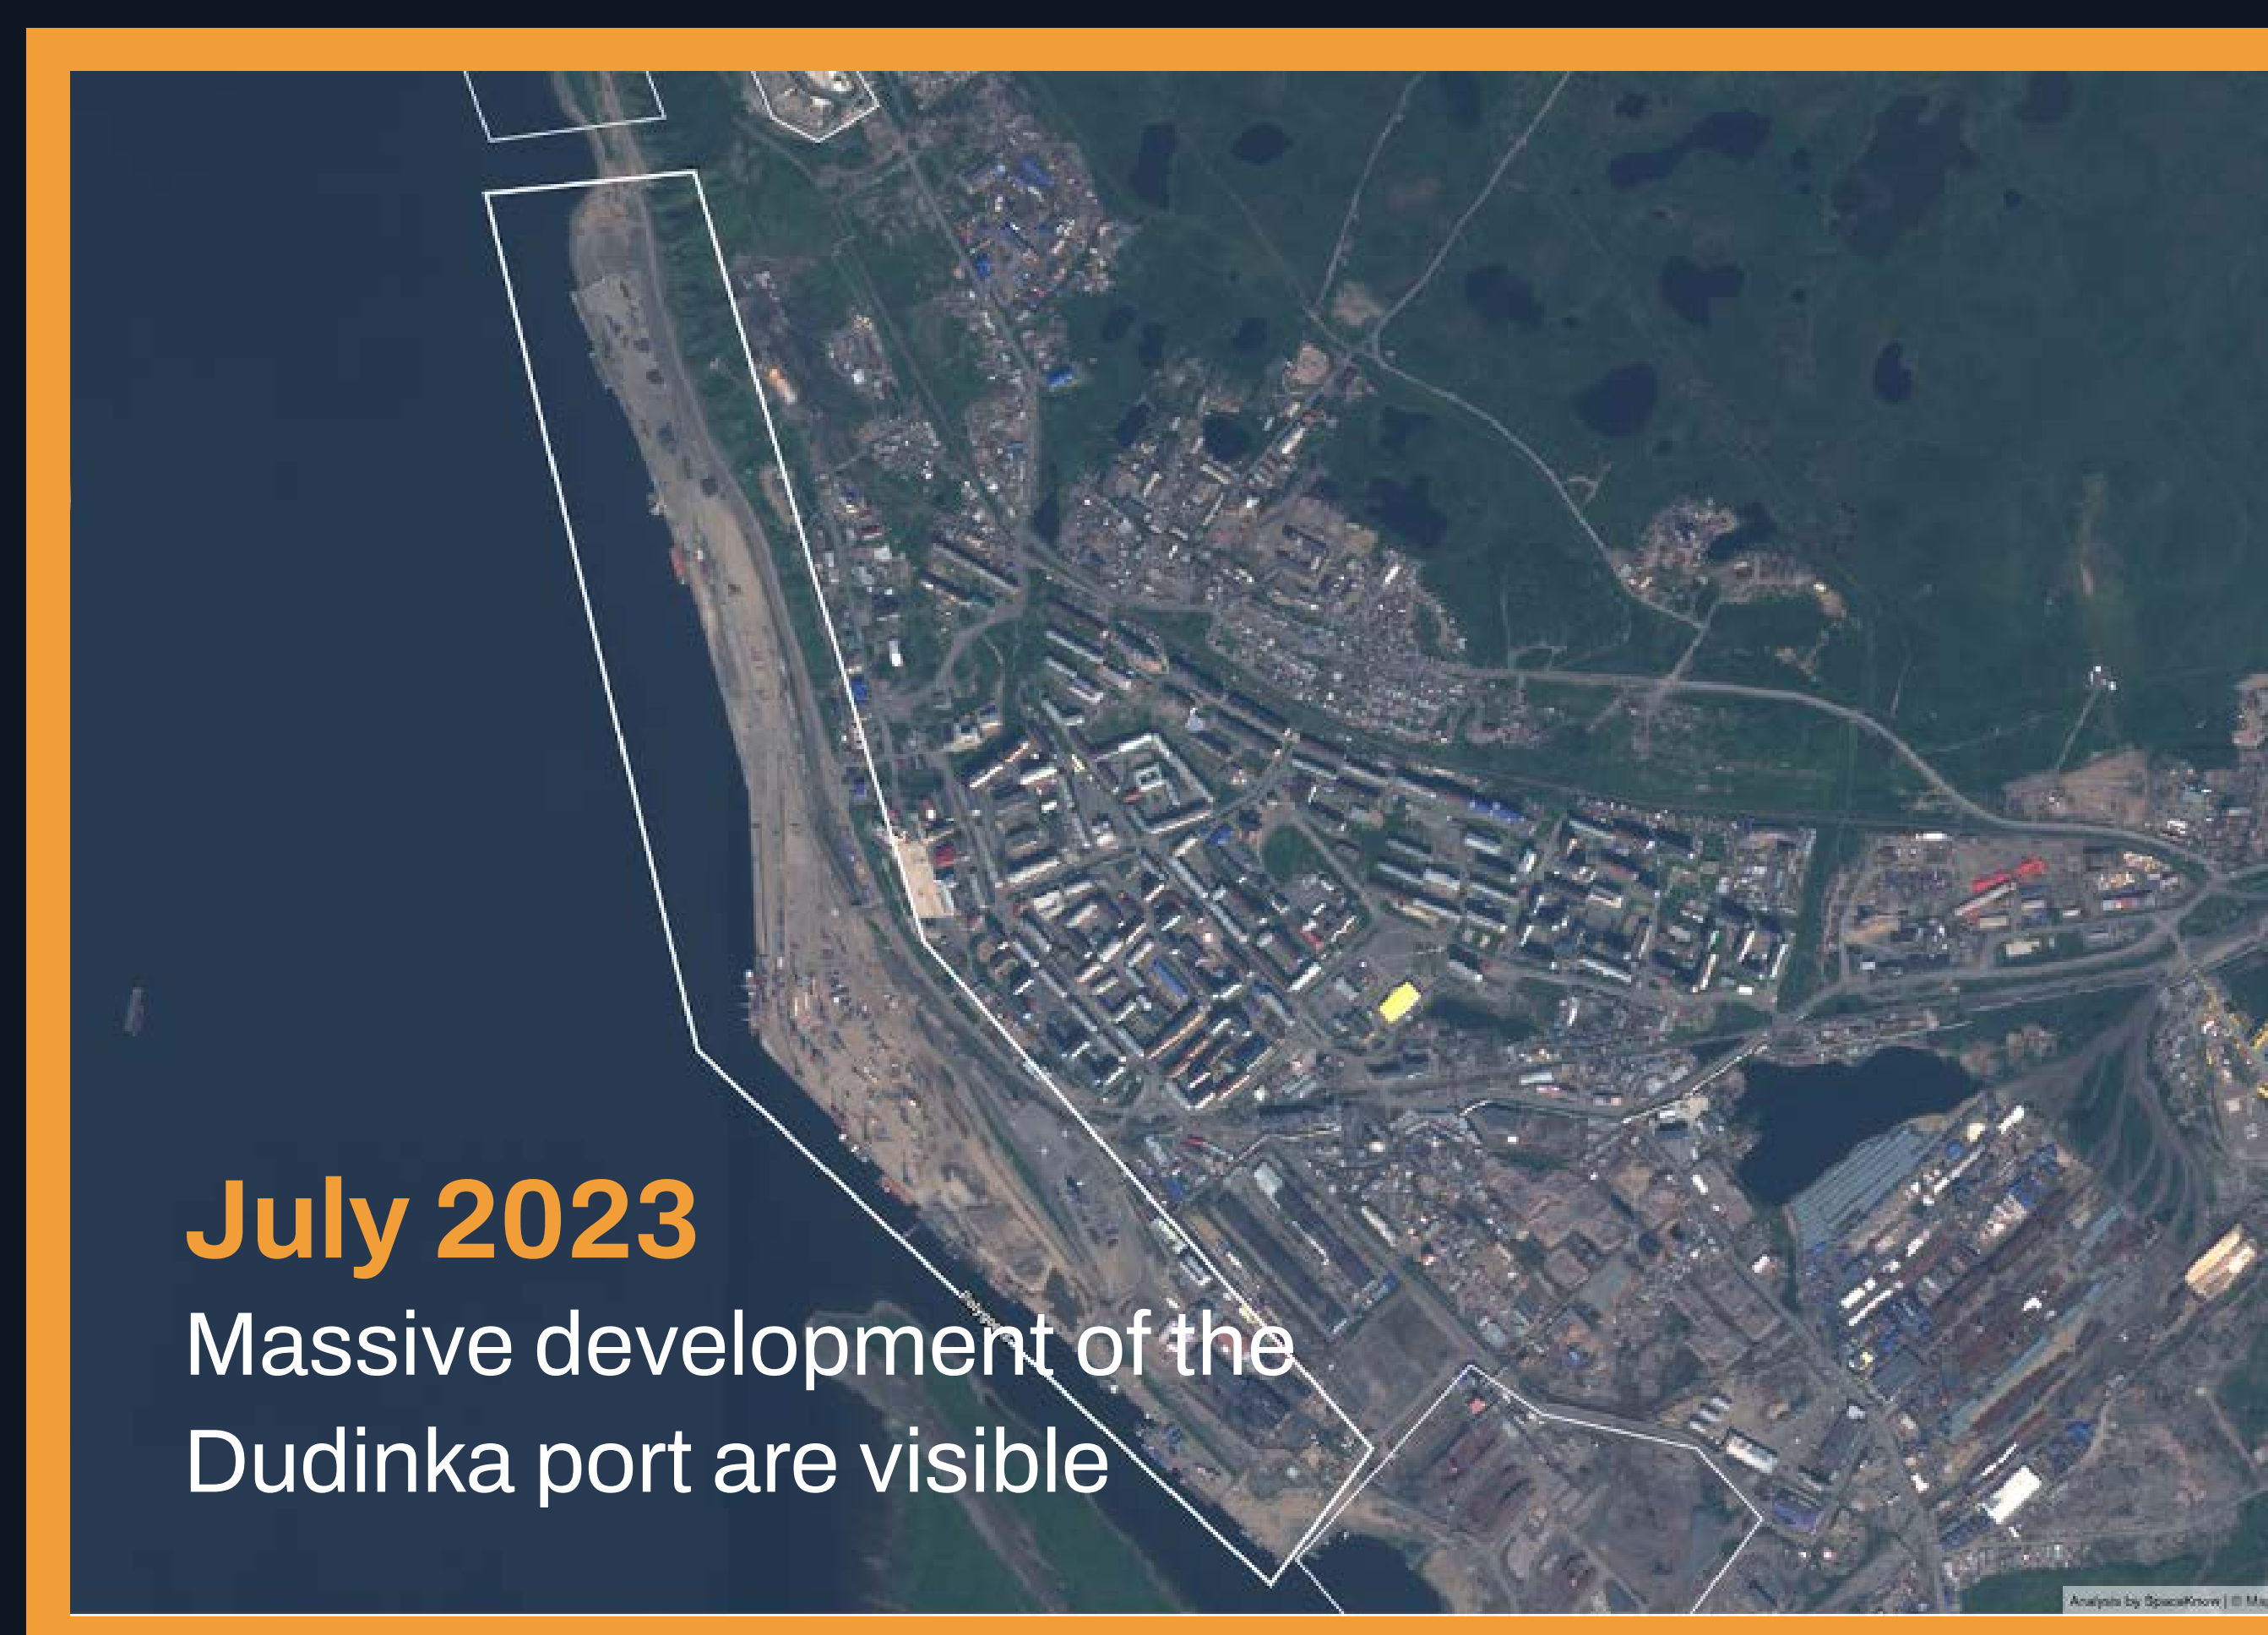 July 2023
Massive development of the
Dudinka port are visible
Analysis by SpaceKnow | ©